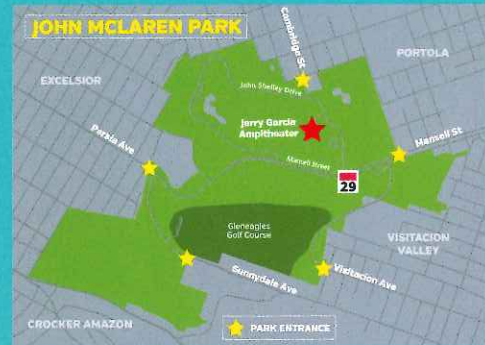 JOHN MCLAREN PARK
Cambridge St
PORTOLA
EXCELSIOR
John Shelley Drive
Jerry Garcia
Ampitheater
Persia Ave
Mansell St
Mansell Street
29
Gleneagles
Golf Course
VISITACION
VALLEY
Sunnydale Ave
Visitacion Ave
CROCKER AMAZON
PARK ENTRANCE